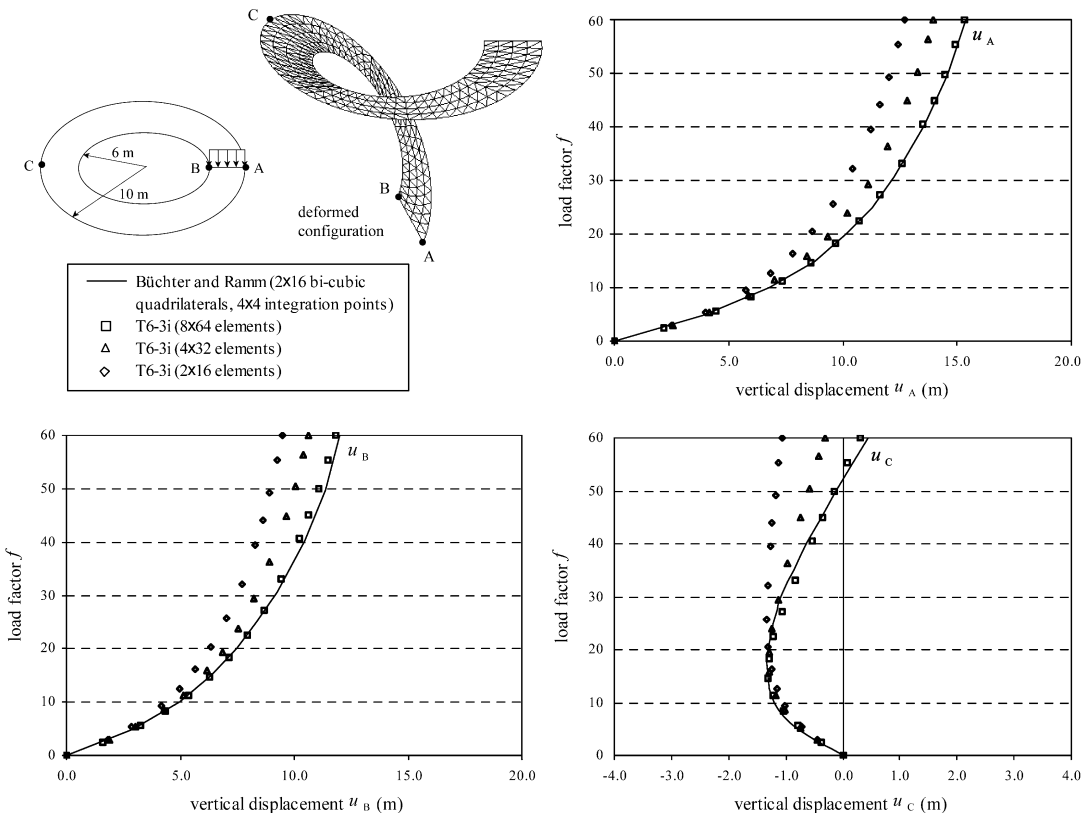 C
C
6 m
B
A
10 m
B
deformed
configuration
A
Büchter and Ramm (2×16 bi-cubic
quadrilaterals, 4×4 integration points)
T6-3i (8×64 elements)
T6-3i (4×32 elements)
T6-3i (2×16 elements)
60
50
40
30
20
10
0
load factor f
u A
0.0 5.0 10.0 15.0 20.0
vertical displacement u A (m)
60
50
40
30
20
10
0
load factor f
u B
0.0 5.0 10.0 15.0 20.0
vertical displacement u B (m)
60
50
40
30
20
10
0
load factor f
u C
-4.0 -3.0 -2.0 -1.0 0.0 1.0 2.0 3.0 4.0
vertical displacement u C (m)